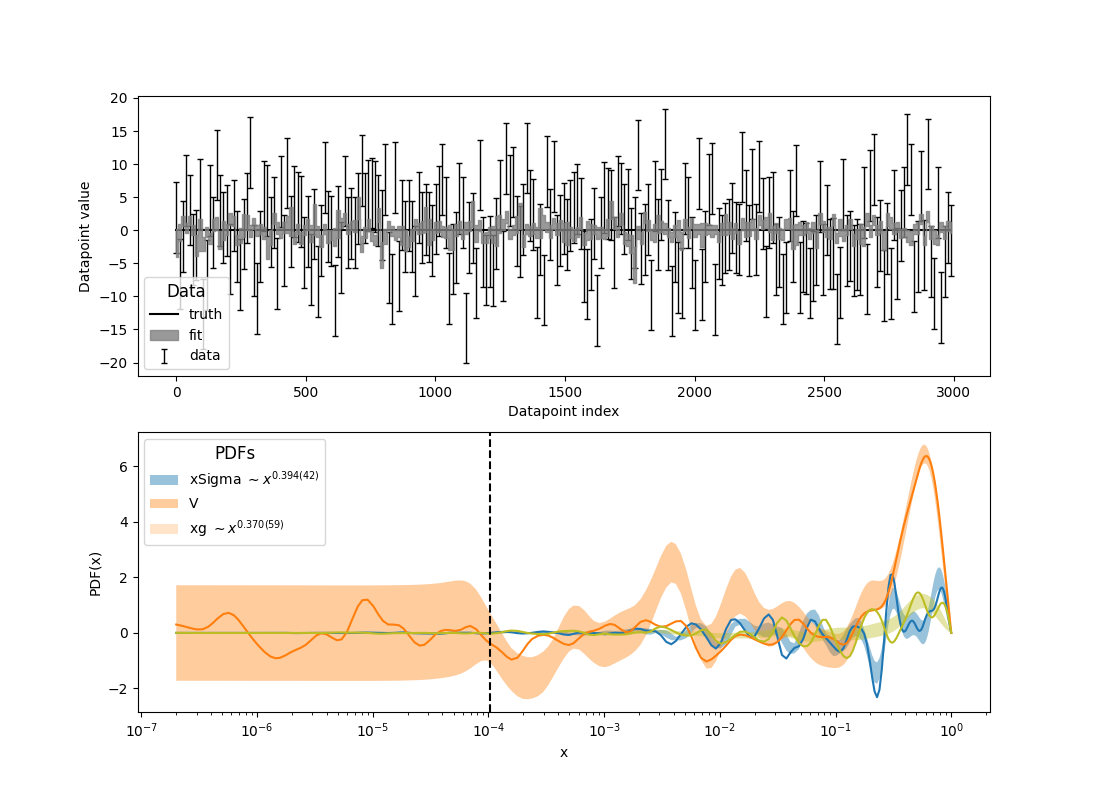 20
15
10
5
0
−5
−10
−15
−20
Datapoint value
Data
truth
fit
data
0 500 1000 1500 2000 2500 3000
Datapoint index
6
4
2
0
−2
PDF(x)
PDFs
xSigma ~ x^0.394(42)
V
xg ~ x^0.370(59)
10^−7 10^−6 10^−5 10^−4 10^−3 10^−2 10^−1 10^0
x